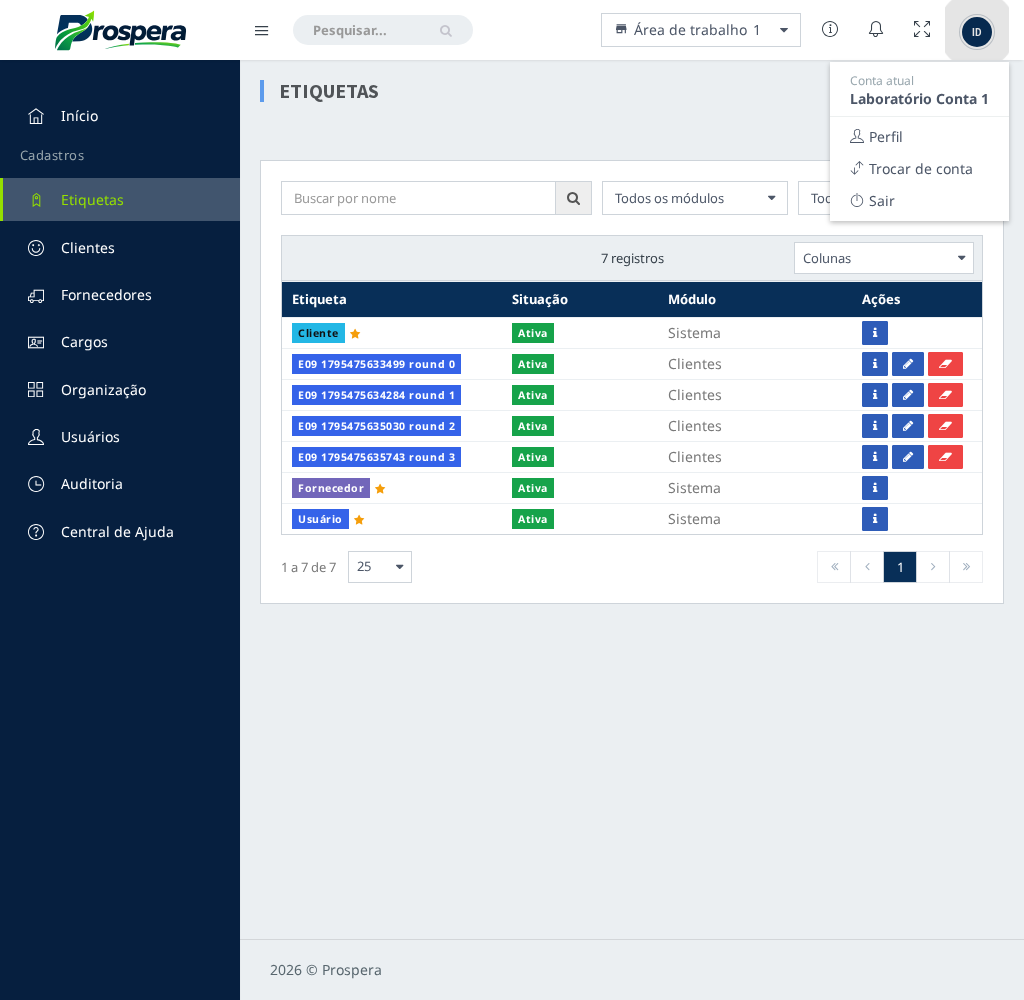 Prospera
Pesquisar...
Área de trabalho 1
ID
Conta atual
Laboratório Conta 1
Perfil
Trocar de conta
Sair
Início
Cadastros
Etiquetas
Clientes
Fornecedores
Cargos
Organização
Usuários
Auditoria
Central de Ajuda
ETIQUETAS
Buscar por nome
Todos os módulos
7 registros
Colunas
Etiqueta Situação Módulo Ações
Cliente Ativa Sistema
E09 1795475633499 round 0 Ativa Clientes
E09 1795475634284 round 1 Ativa Clientes
E09 1795475635030 round 2 Ativa Clientes
E09 1795475635743 round 3 Ativa Clientes
Fornecedor Ativa Sistema
Usuário Ativa Sistema
1 a 7 de 7 25 « ‹ 1 › »
2026 © Prospera